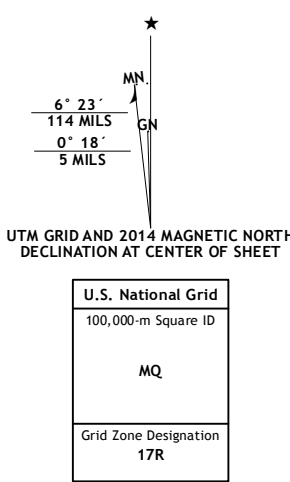 ★
MN.
6° 23´
114 MILS
GN
0° 18´
5 MILS
UTM GRID AND 2014 MAGNETIC NORTH
DECLINATION AT CENTER OF SHEET
U.S. National Grid
100,000-m Square ID
MQ
Grid Zone Designation
17R